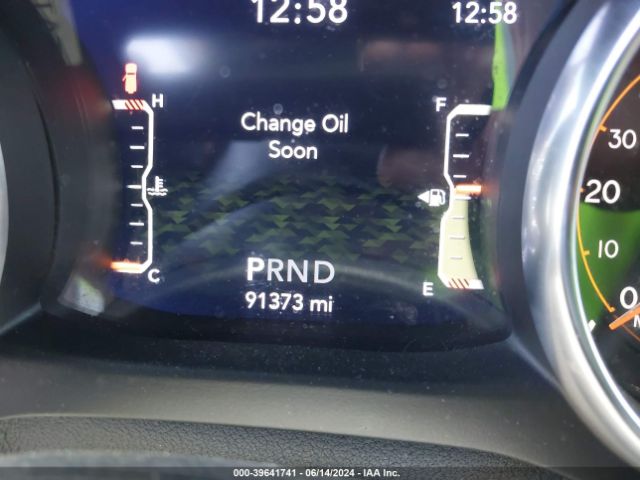 12:58
12:58
H
F
Change Oil
Soon
30
20
PRND
10
C
E
91373 mi
0
000-39641741 - 06/14/2024 - IAA Inc.